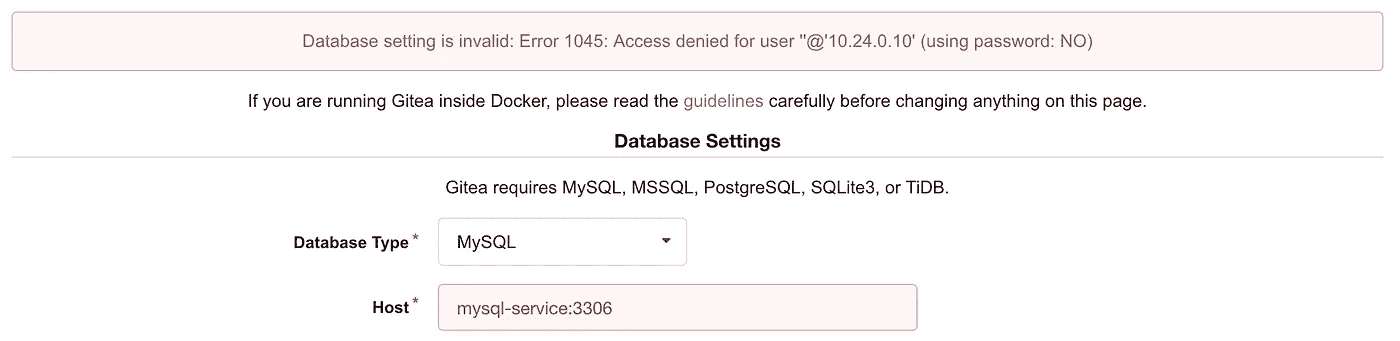 Database setting is invalid: Error 1045: Access denied for user ''@'10.24.0.10' (using password: NO)
If you are running Gitea inside Docker, please read the guidelines carefully before changing anything on this page.
Database Settings
Gitea requires MySQL, MSSQL, PostgreSQL, SQLite3, or TiDB.
Database Type * MySQL
Host * mysql-service:3306